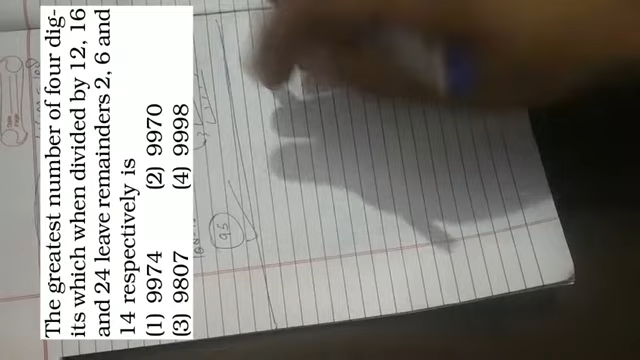 The greatest number of four dig-
its which when divided by 12, 16
and 24 leave remainders 2, 6 and
14 respectively is
(1) 9974 (2) 9970
(3) 9807 (4) 9998
95